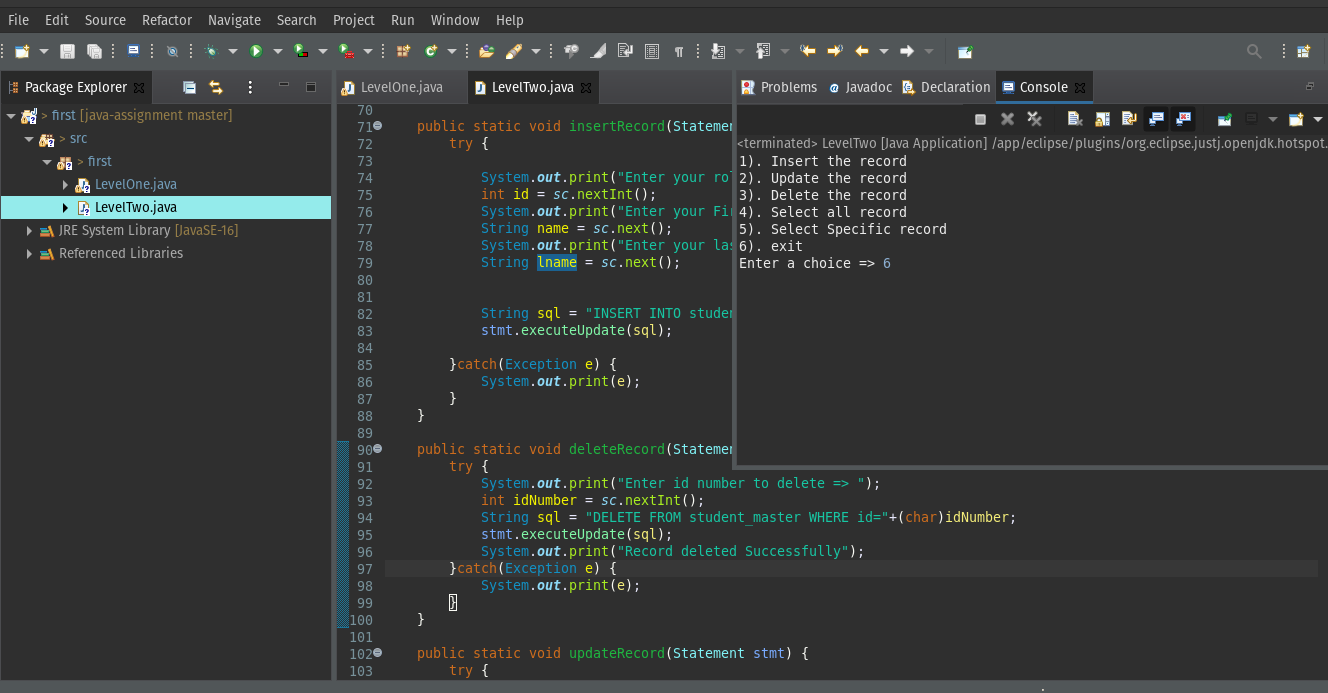 File Edit Source Refactor Navigate Search Project Run Window Help
Package Explorer
> first [java-assignment master]
> src
> first
LevelOne.java
LevelTwo.java
JRE System Library [JavaSE-16]
Referenced Libraries
LevelOne.java LevelTwo.java
70
71 public static void insertRecord(Statement
72 try {
73
74 System.out.print("Enter your rol
75 int id = sc.nextInt();
76 System.out.print("Enter your Fir
77 String name = sc.next();
78 System.out.print("Enter your las
79 String lname = sc.next();
80
81
82 String sql = "INSERT INTO studen
83 stmt.executeUpdate(sql);
84
85 }catch(Exception e) {
86 System.out.print(e);
87 }
88 }
89
90 public static void deleteRecord(Statemen
91 try {
92 System.out.print("Enter id number to delete => ");
93 int idNumber = sc.nextInt();
94 String sql = "DELETE FROM student_master WHERE id="+(char)idNumber;
95 stmt.executeUpdate(sql);
96 System.out.print("Record deleted Successfully");
97 }catch(Exception e) {
98 System.out.print(e);
99 }
100 }
101
102 public static void updateRecord(Statement stmt) {
103 try {
Problems Javadoc Declaration Console
<terminated> LevelTwo [Java Application] /app/eclipse/plugins/org.eclipse.justj.openjdk.hotspot.
1). Insert the record
2). Update the record
3). Delete the record
4). Select all record
5). Select Specific record
6). exit
Enter a choice => 6